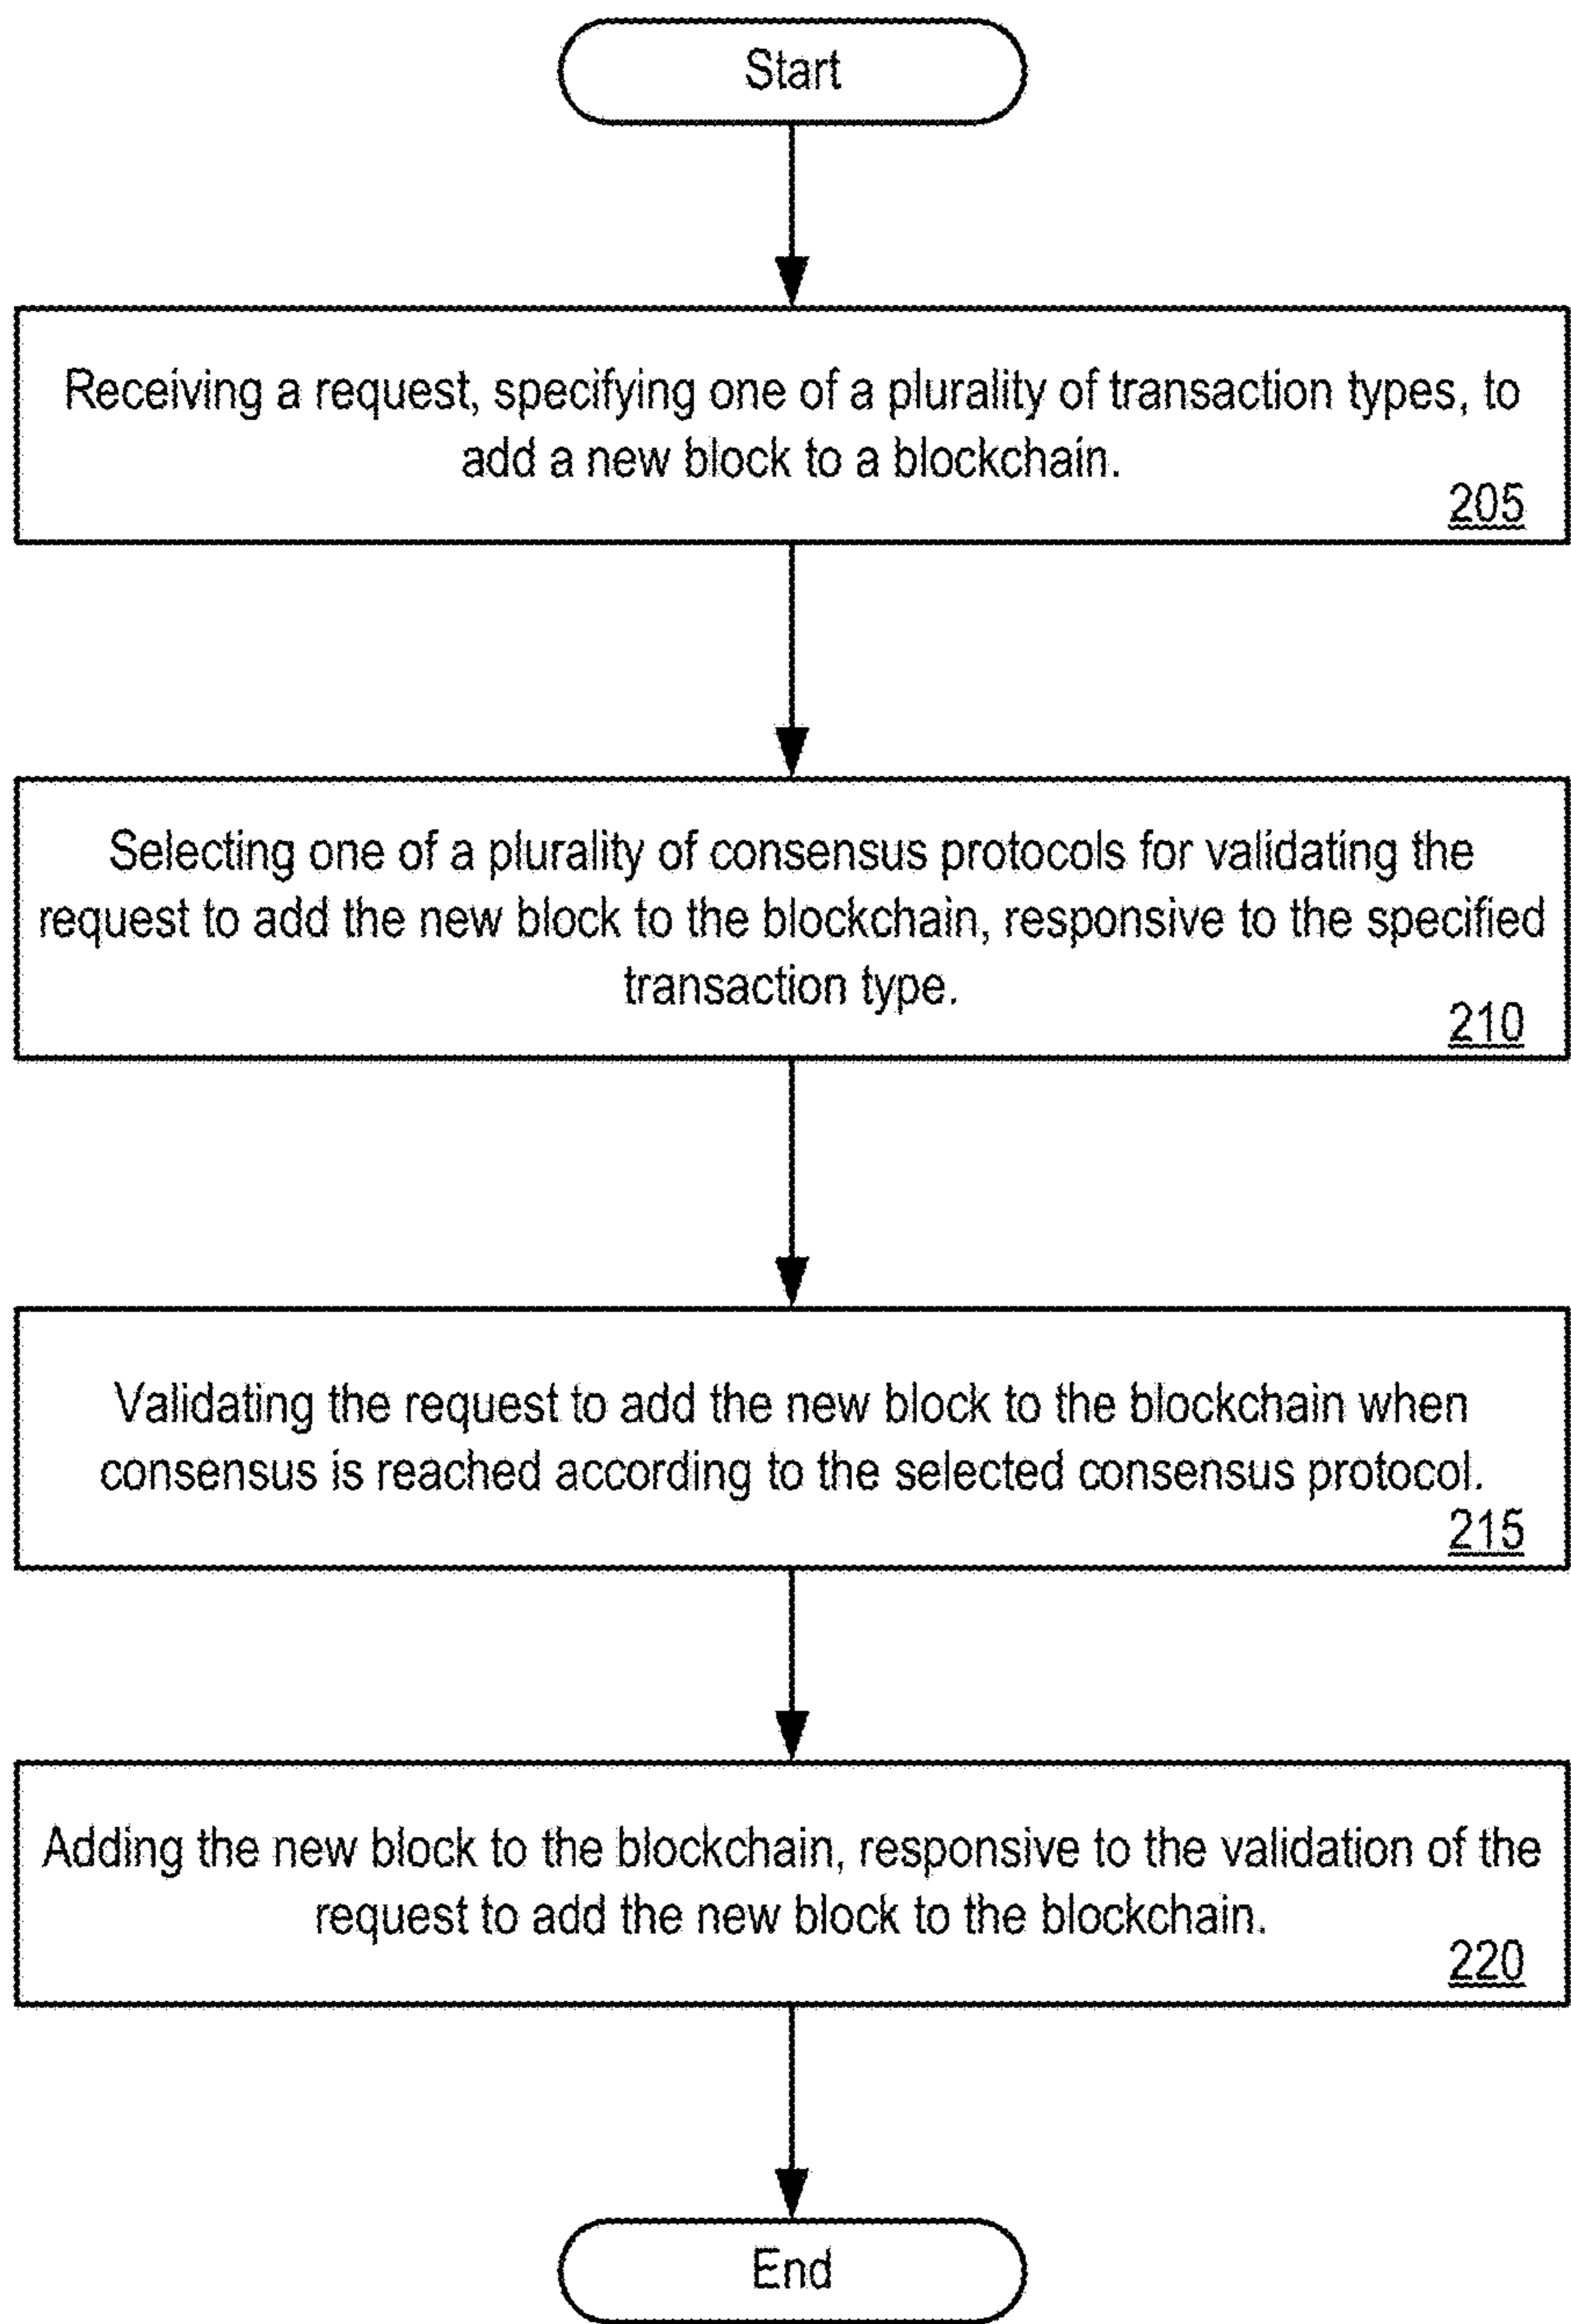 Start
Receiving a request, specifying one of a plurality of transaction types, to
add a new block to a blockchain.
205
Selecting one of a plurality of consensus protocols for validating the
request to add the new block to the blockchain, responsive to the specified
transaction type.
210
Validating the request to add the new block to the blockchain when
consensus is reached according to the selected consensus protocol.
215
Adding the new block to the blockchain, responsive to the validation of the
request to add the new block to the blockchain.
220
End